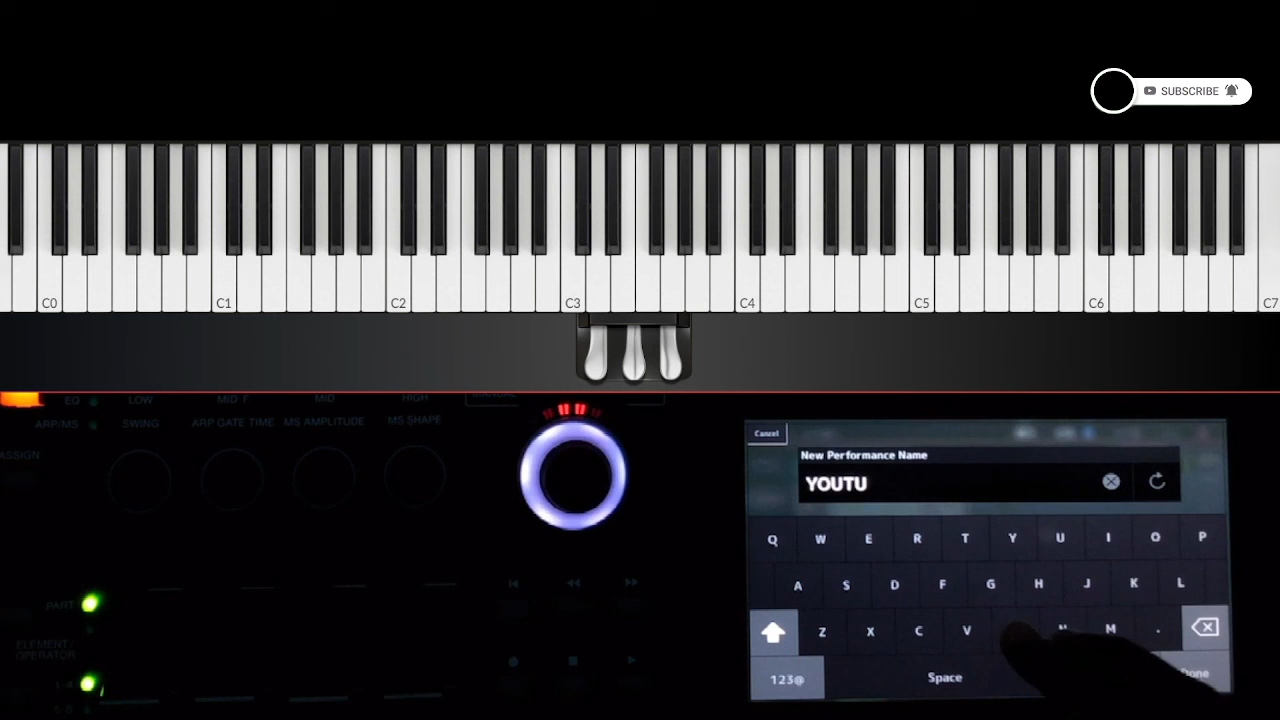 SUBSCRIBE
C0 C1 C2 C3 C4 C5 C6 C7
EQ LOW MID F MID HIGH
ARP/MS SWING ARP GATE TIME MS AMPLITUDE MS SHAPE
ASSIGN
PART
ELEMENT/
OPERATOR
Cancel
New Performance Name
YOUTU
Q W E R T Y U I O P
A S D F G H J K L
Z X C V N M .
123@ Space Done